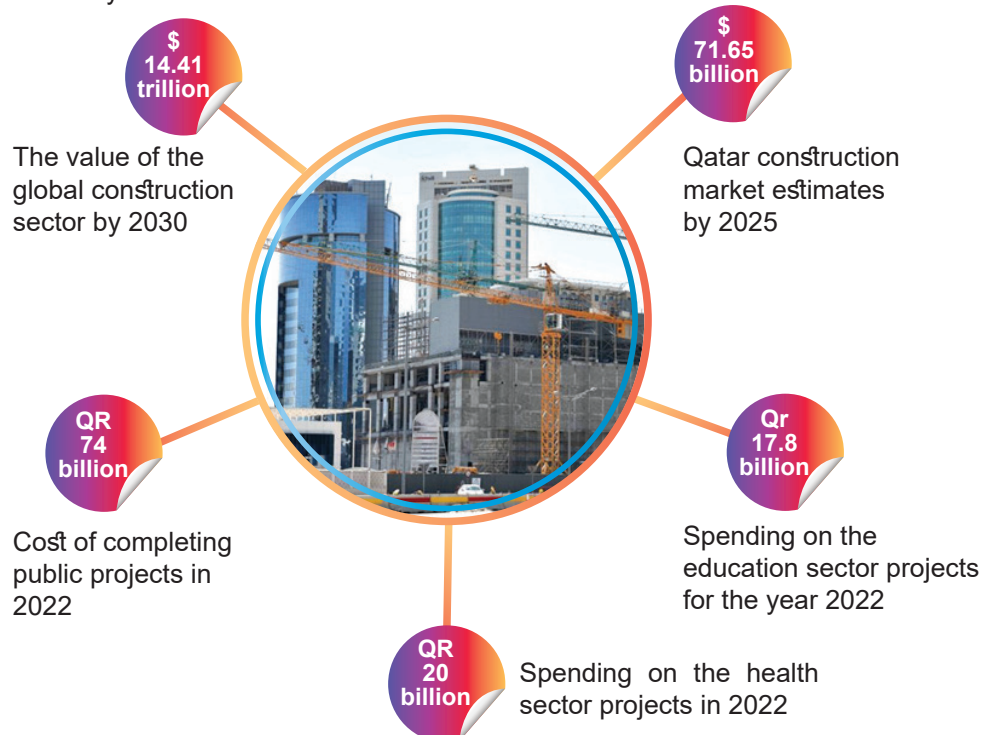 $
14.41
trillion
The value of the
global construction
sector by 2030
$
71.65
billion
Qatar construction
market estimates
by 2025
QR
74
billion
Cost of completing
public projects in
2022
Qr
17.8
billion
Spending on the
education sector projects
for the year 2022
QR
20
billion
Spending on the health
sector projects in 2022